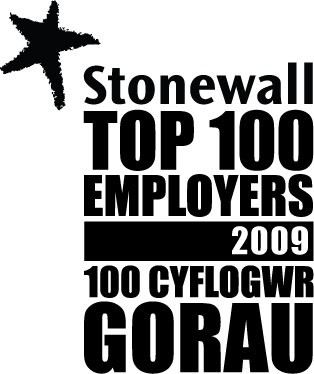 Stonewall
TOP 100
EMPLOYERS
2009
100 CYFLOGWR
GORAU